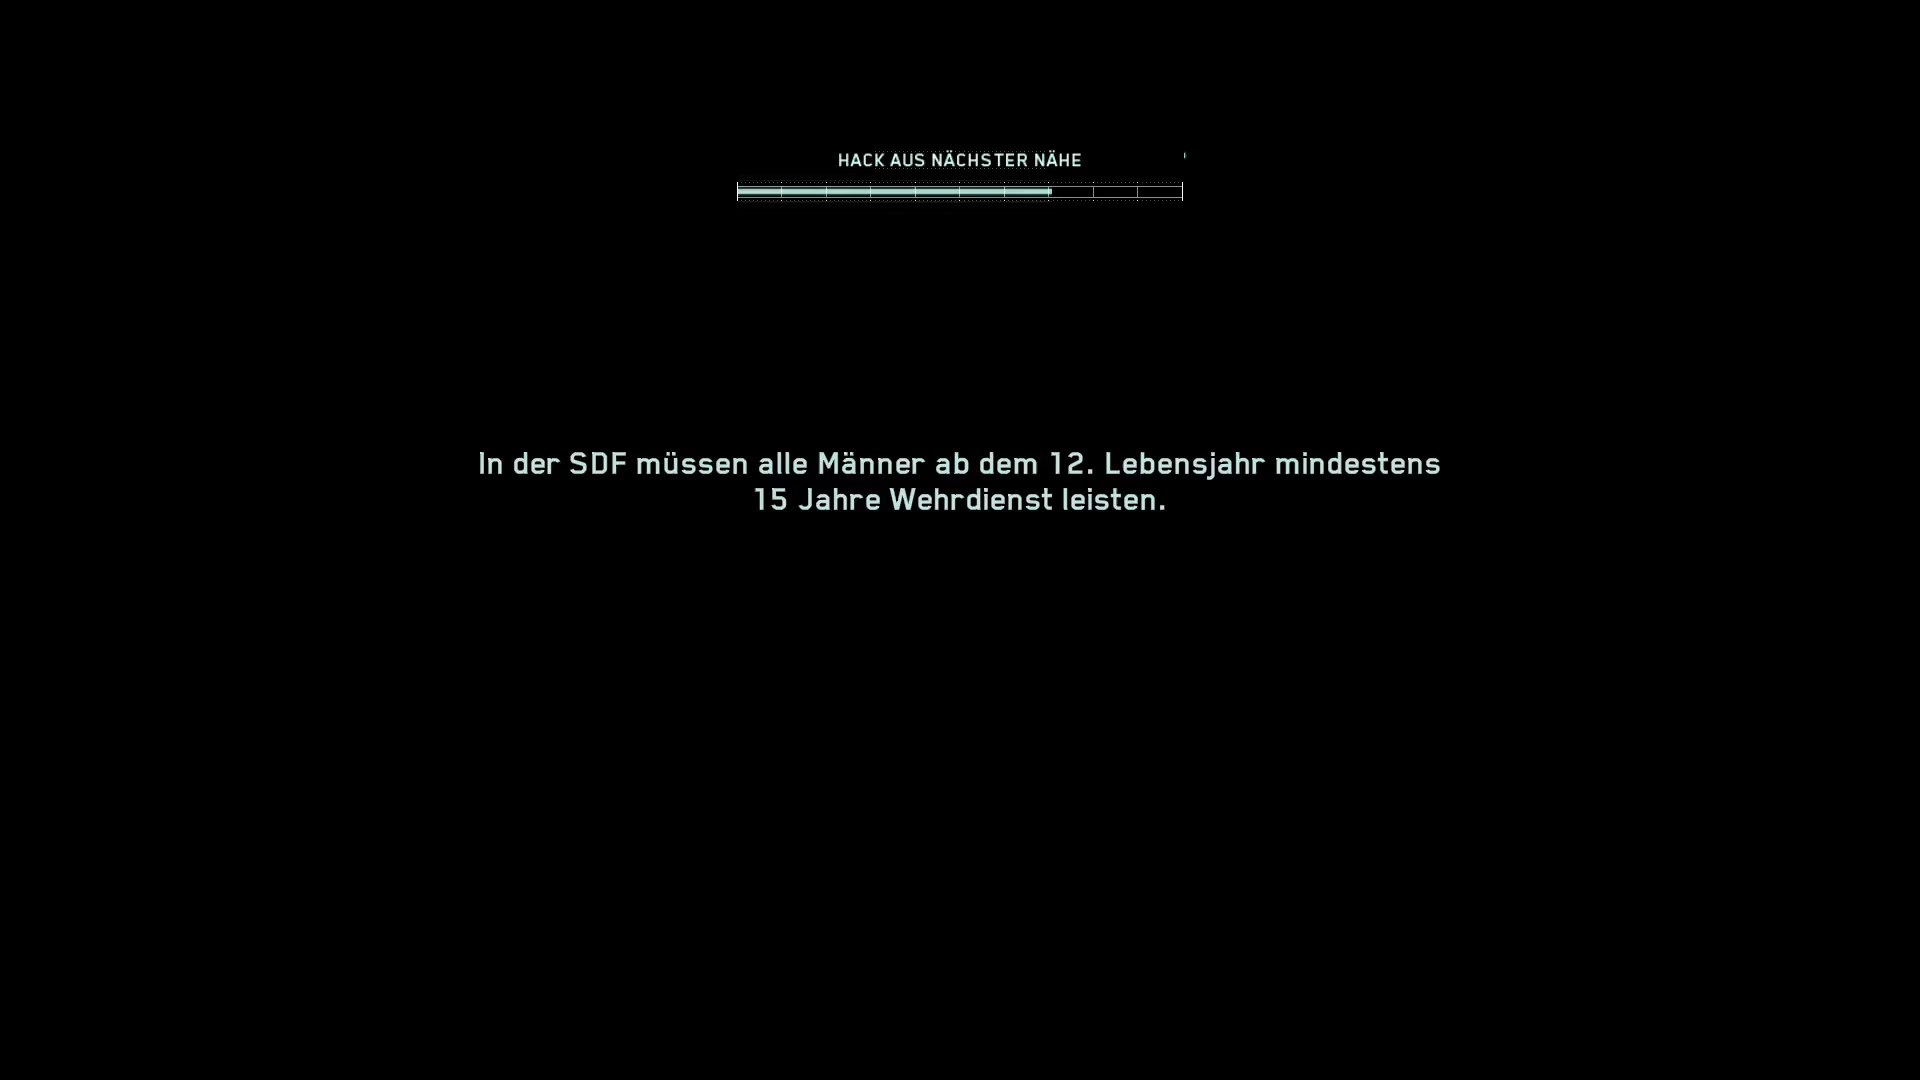 HACK AUS NÄCHSTER NÄHE
In der SDF müssen alle Männer ab dem 12. Lebensjahr mindestens
15 Jahre Wehrdienst leisten.